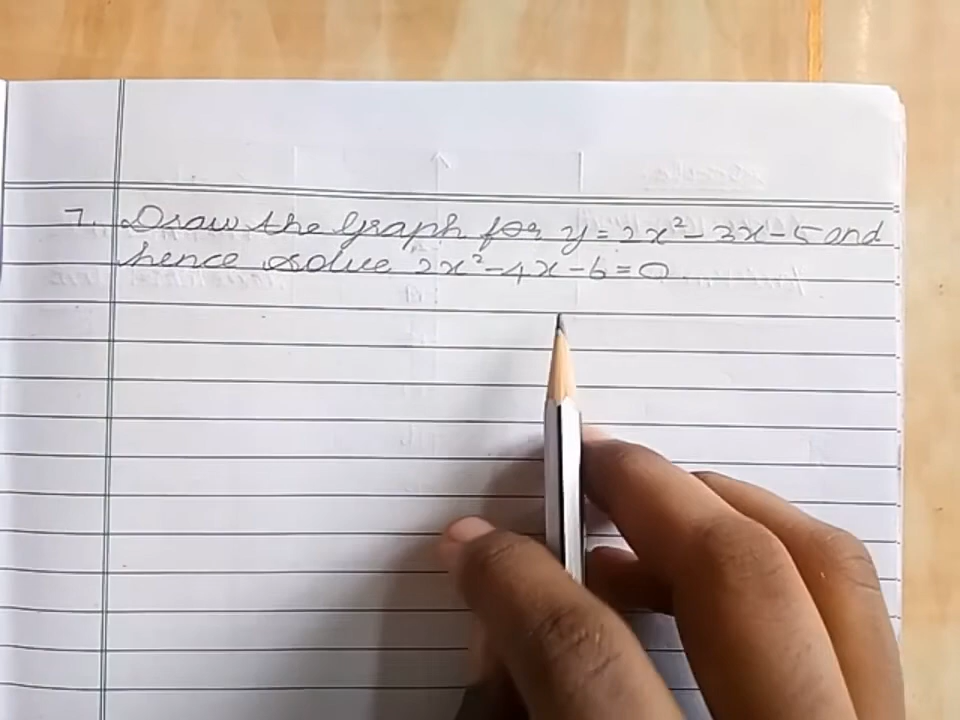 7. Draw the graph for y = 2x² - 3x - 5 and
hence solve 2x² - 4x - 6 = 0